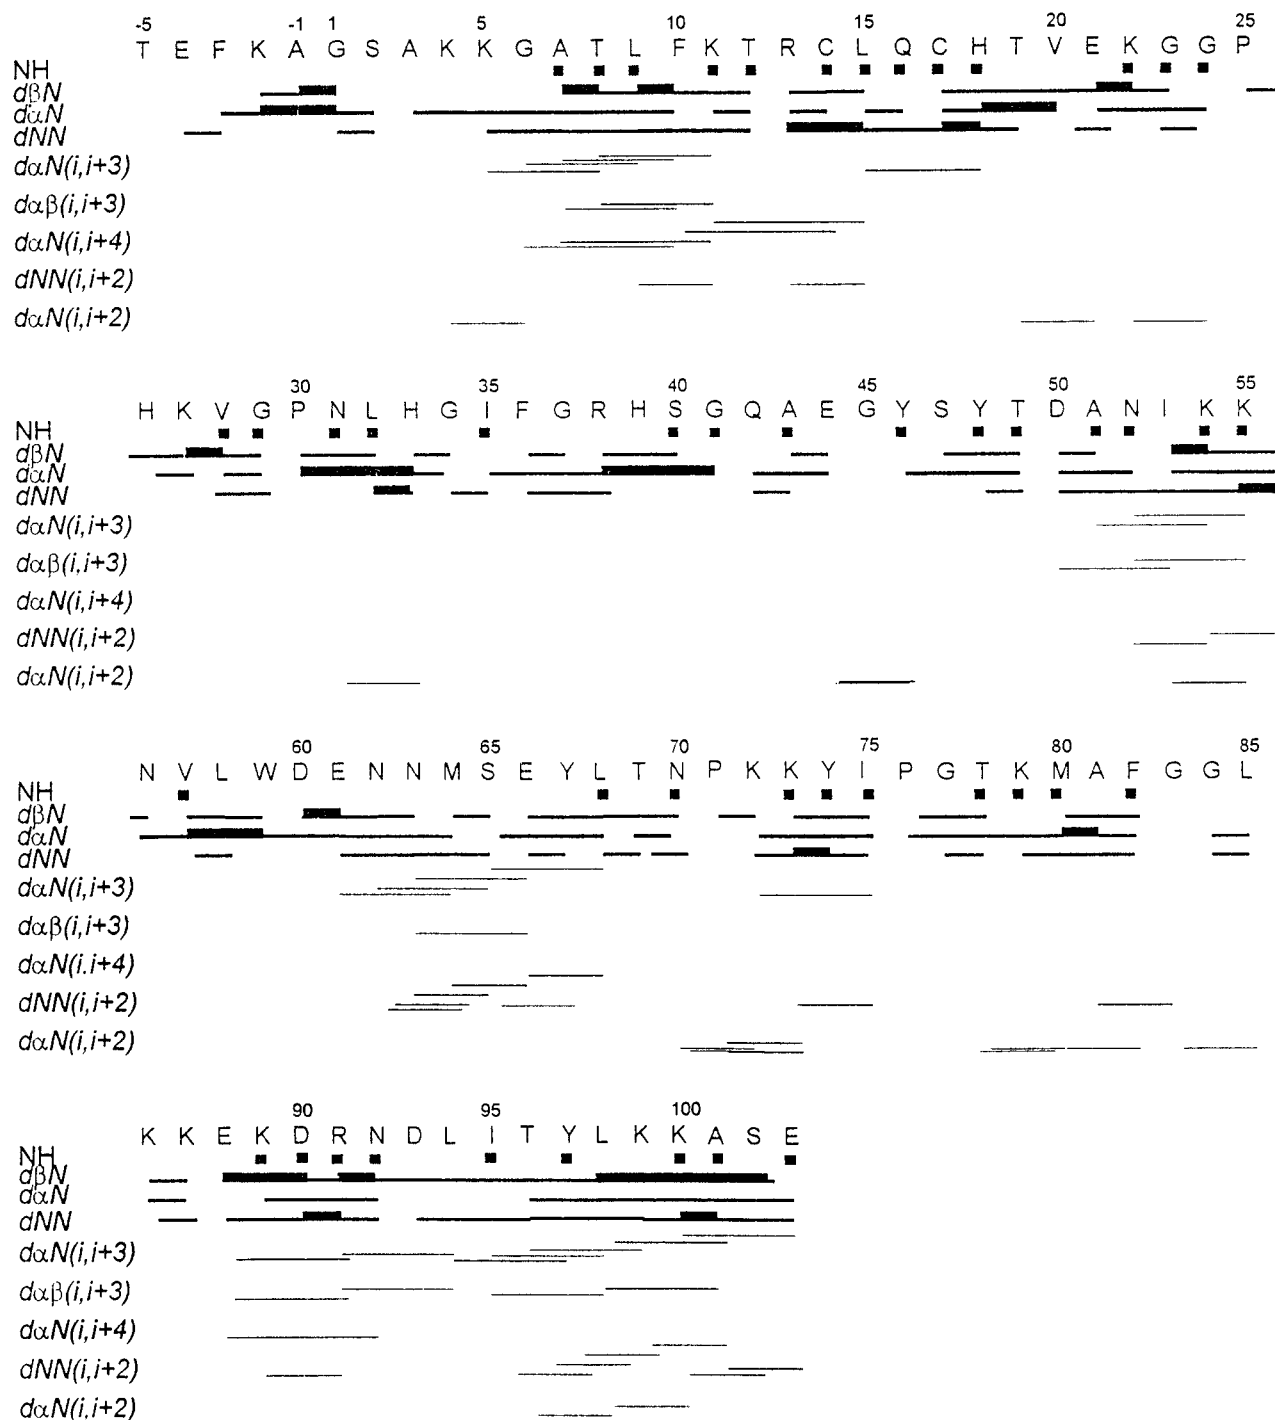 -5 -1 1 5 10 15 20 25
T E F K A G S A K K G A T L F K T R C L Q C H T V E K G G P
NH
dβN
dαN
dNN
dαN(i,i+3)
dαβ(i,i+3)
dαN(i,i+4)
dNN(i,i+2)
dαN(i,i+2)
30 35 40 45 50 55
H K V G P N L H G I F G R H S G Q A E G Y S Y T D A N I K K
NH
dβN
dαN
dNN
dαN(i,i+3)
dαβ(i,i+3)
dαN(i,i+4)
dNN(i,i+2)
dαN(i,i+2)
60 65 70 75 80 85
N V L W D E N N M S E Y L T N P K K Y I P G T K M A F G G L
NH
dβN
dαN
dNN
dαN(i,i+3)
dαβ(i,i+3)
dαN(i.i+4)
dNN(i,i+2)
dαN(i,i+2)
90 95 100
K K E K D R N D L I T Y L K K A S E
NH
dβN
dαN
dNN
dαN(i,i+3)
dαβ(i,i+3)
dαN(i,i+4)
dNN(i,i+2)
dαN(i,i+2)